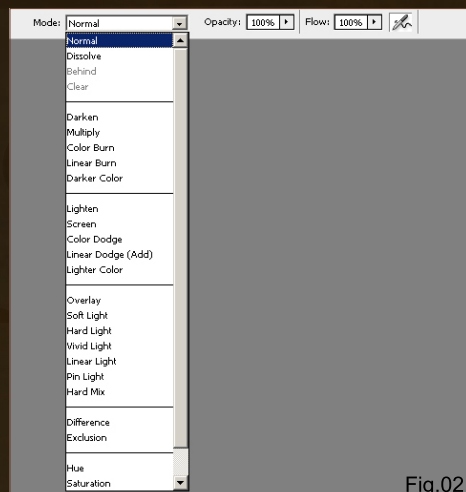 Mode: Normal Opacity: 100% Flow: 100%
Normal
Dissolve
Behind
Clear
Darken
Multiply
Color Burn
Linear Burn
Darker Color
Lighten
Screen
Color Dodge
Linear Dodge (Add)
Lighter Color
Overlay
Soft Light
Hard Light
Vivid Light
Linear Light
Pin Light
Hard Mix
Difference
Exclusion
Hue
Saturation
Fig.02